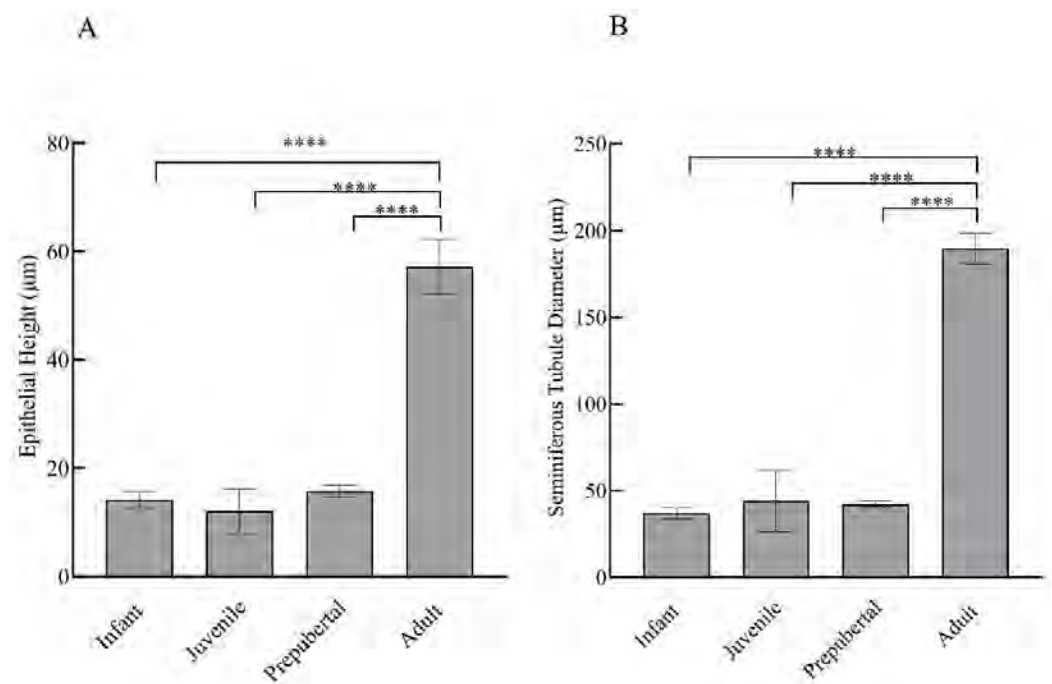 A
Epithelial Height (μm)
80
60
40
20
0
****
****
****
Infant
Juvenile
Prepubertal
Adult
B
Seminiferous Tubule Diameter (μm)
250
200
150
100
50
0
****
****
****
Infant
Juvenile
Prepubertal
Adult